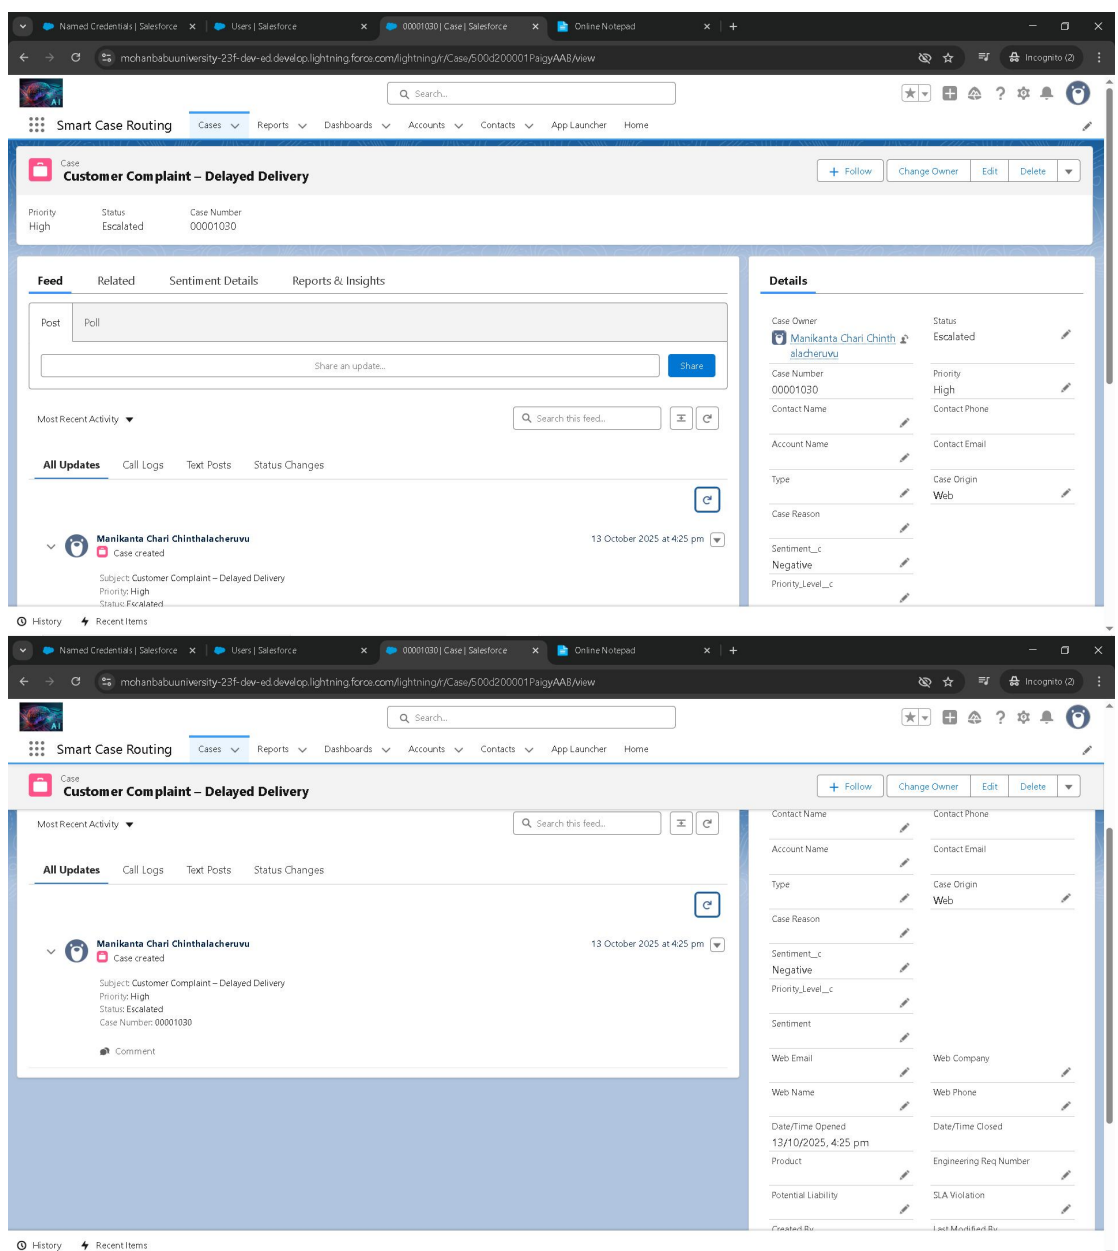 Named Credentials | Salesforce
Users | Salesforce
00001030 | Case | Salesforce
Online Notepad
mohanbabuuniversity-23f-dev-ed.develop.lightning.force.com/lightning/r/Case/500d200001PaigyAAB/view
Incognito (2)
AI
Search...
Smart Case Routing
Cases
Reports
Dashboards
Accounts
Contacts
App Launcher
Home
Case
Customer Complaint – Delayed Delivery
+ Follow
Change Owner
Edit
Delete
Priority
Status
Case Number
High
Escalated
00001030
Feed
Related
Sentiment Details
Reports & Insights
Details
Post
Poll
Share an update...
Share
Most Recent Activity
Search this feed...
All Updates
Call Logs
Text Posts
Status Changes
Manikanta Chari Chinthalacheruvu
13 October 2025 at 4:25 pm
Case created
Subject: Customer Complaint – Delayed Delivery
Priority: High
Status: Escalated
Case Owner
Manikanta Chari Chinth
alacheruvu
Status
Escalated
Case Number
00001030
Priority
High
Contact Name
Contact Phone
Account Name
Contact Email
Type
Case Origin
Web
Case Reason
Sentiment__c
Negative
Priority_Level__c
History
Recent Items
Named Credentials | Salesforce
Users | Salesforce
00001030 | Case | Salesforce
Online Notepad
mohanbabuuniversity-23f-dev-ed.develop.lightning.force.com/lightning/r/Case/500d200001PaigyAAB/view
Incognito (2)
AI
Search...
Smart Case Routing
Cases
Reports
Dashboards
Accounts
Contacts
App Launcher
Home
Case
Customer Complaint – Delayed Delivery
+ Follow
Change Owner
Edit
Delete
Most Recent Activity
Search this feed...
All Updates
Call Logs
Text Posts
Status Changes
Manikanta Chari Chinthalacheruvu
13 October 2025 at 4:25 pm
Case created
Subject: Customer Complaint – Delayed Delivery
Priority: High
Status: Escalated
Case Number: 00001030
Comment
Contact Name
Contact Phone
Account Name
Contact Email
Type
Case Origin
Web
Case Reason
Sentiment__c
Negative
Priority_Level__c
Sentiment
Web Email
Web Company
Web Name
Web Phone
Date/Time Opened
13/10/2025, 4:25 pm
Date/Time Closed
Product
Engineering Req Number
Potential Liability
SLA Violation
Created By
Last Modified By
History
Recent Items